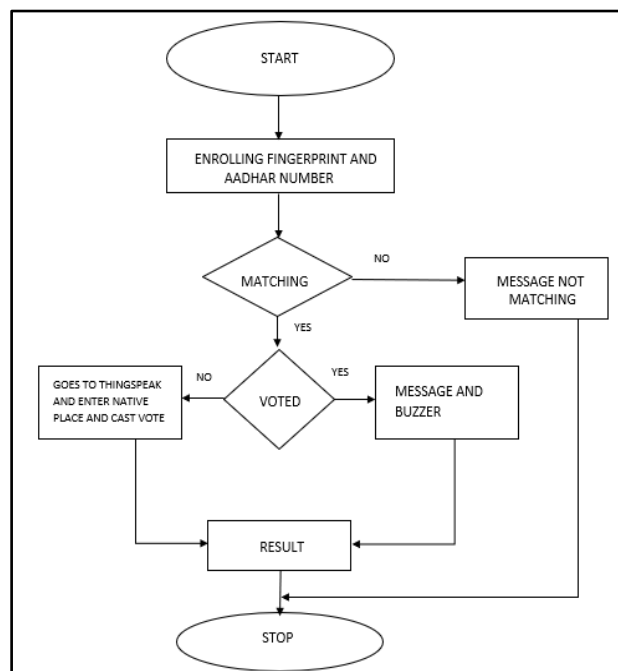 START
ENROLLING FINGERPRINT AND
AADHAR NUMBER
MATCHING
NO
MESSAGE NOT
MATCHING
YES
GOES TO THINGSPEAK
AND ENTER NATIVE
PLACE AND CAST VOTE
NO
VOTED
YES
MESSAGE AND
BUZZER
RESULT
STOP